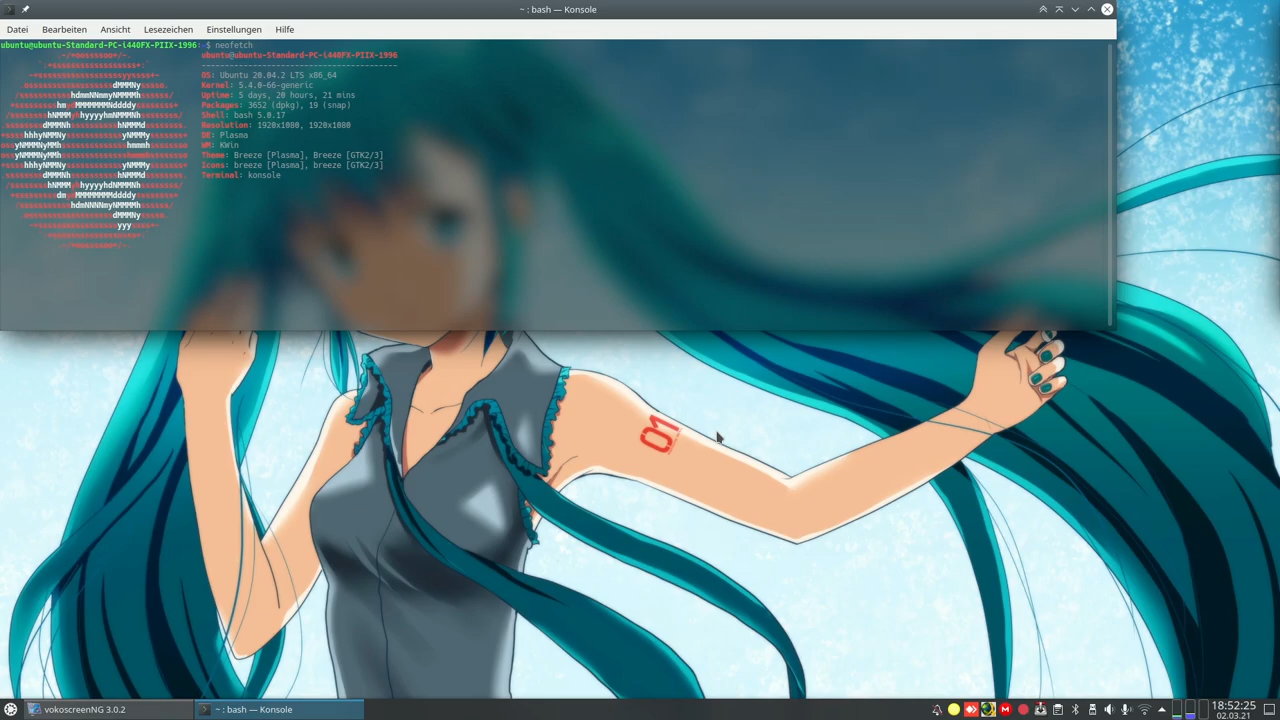 ~ : bash — Konsole
Datei Bearbeiten Ansicht Lesezeichen Einstellungen Hilfe
ubuntu@ubuntu-Standard-PC-i440FX-PIIX-1996:~$ neofetch
ubuntu@ubuntu-Standard-PC-i440FX-PIIX-1996
------------------------------------------
OS: Ubuntu 20.04.2 LTS x86_64
Kernel: 5.4.0-66-generic
Uptime: 5 days, 20 hours, 21 mins
Packages: 3652 (dpkg), 19 (snap)
Shell: bash 5.0.17
Resolution: 1920x1080, 1920x1080
DE: Plasma
WM: KWin
Theme: Breeze [Plasma], Breeze [GTK2/3]
Icons: breeze [Plasma], breeze [GTK2/3]
Terminal: konsole
01
vokoscreenNG 3.0.2
~ : bash — Konsole
18:52:25
02.03.21